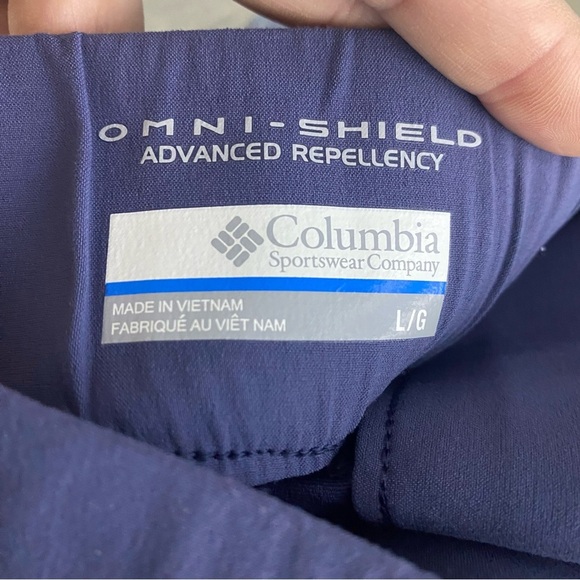 OMNI-SHIELD
ADVANCED REPELLENCY
Columbia
Sportswear Company
MADE IN VIETNAM
FABRIQUÉ AU VIÊT NAM
L/G